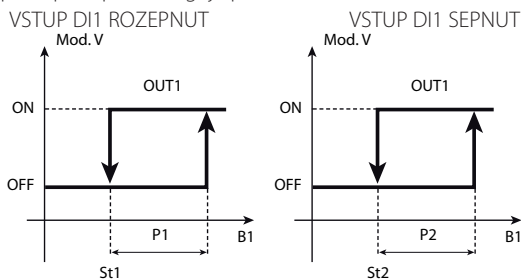 VSTUP DI1 ROZEPNUT
Mod. V
OUT1
ON
OFF
P1
B1
St1
VSTUP DI1 SEPNUT
Mod. V
OUT1
ON
OFF
P2
B1
St2